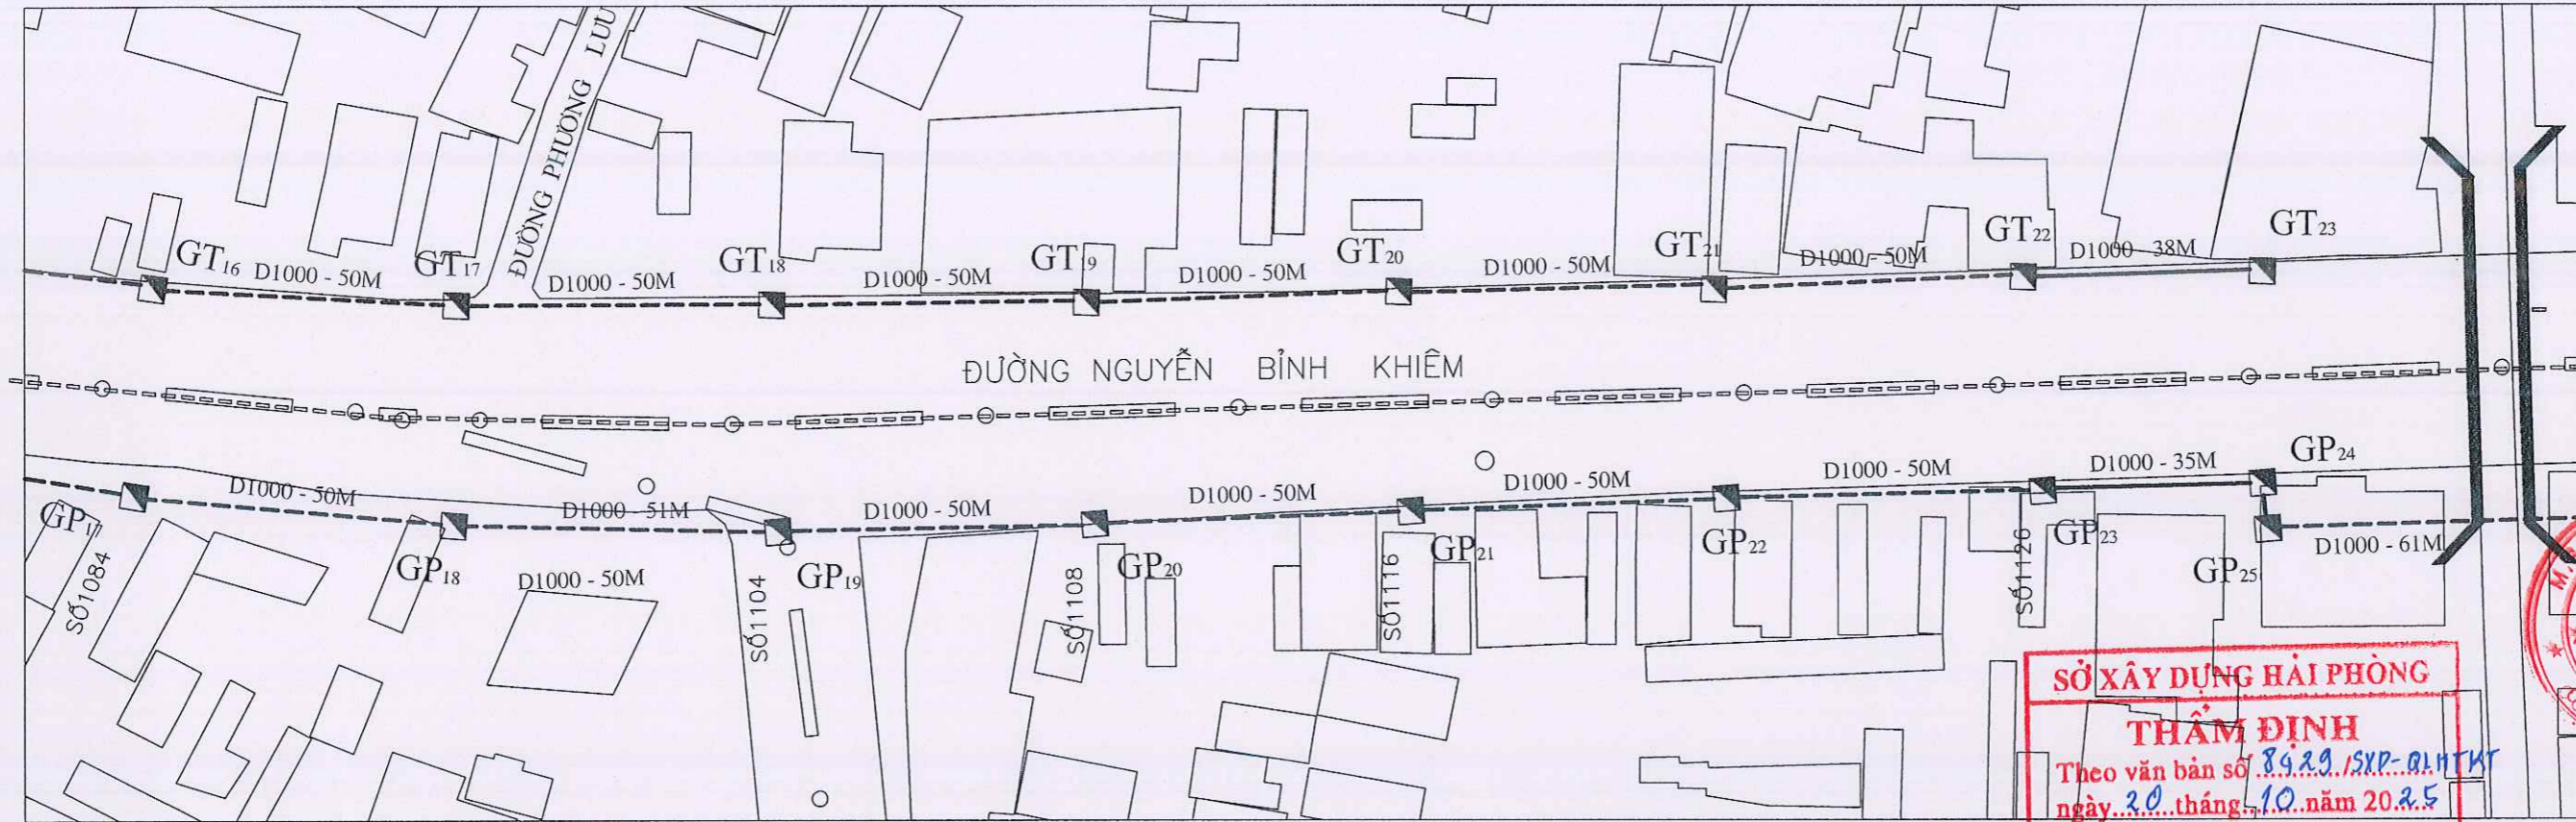 ĐƯỜNG PHƯƠNG LƯU
GT16
D1000 - 50M
GT17
D1000 - 50M
GT18
D1000 - 50M
GT19
D1000 - 50M
GT20
D1000 - 50M
GT21
D1000 - 50M
GT22
D1000 - 38M
GT23
ĐƯỜNG NGUYỄN BỈNH KHIÊM
GP17
D1000 - 50M
GP18
D1000 - 51M
D1000 - 50M
GP19
D1000 - 50M
GP20
D1000 - 50M
GP21
D1000 - 50M
GP22
D1000 - 50M
GP23
D1000 - 35M
GP24
GP25
D1000 - 61M
SỐ1084
SỐ1104
SỐ1108
SỐ1116
SỐ1126
SỞ XÂY DỰNG HẢI PHÒNG
THẨM ĐỊNH
Theo văn bản số 8429/SXD-QLHTKT
ngày 20 tháng 10 năm 2025